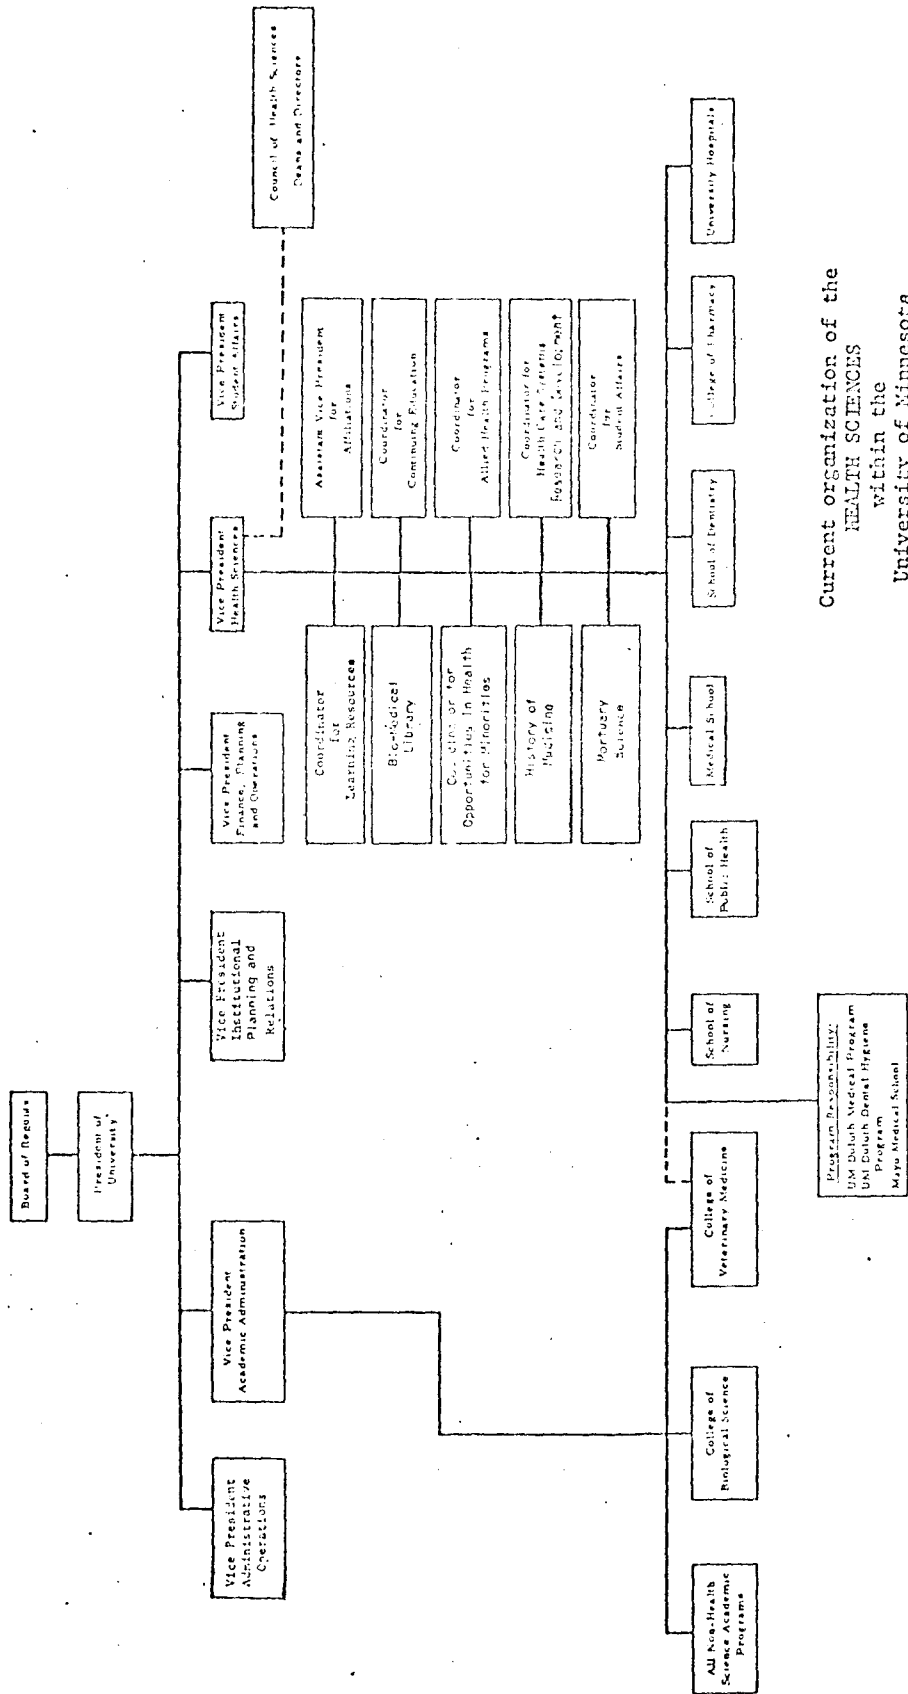 Board of Regents
President of
University
Vice President
Administrative
Operations
Vice President
Academic Administration
Vice President
Institutional
Planning and
Relations
Vice President
Finance, Planning
and Operations
Vice President
Health Sciences
Vice President
Student Affairs
Council of Health Sciences
Deans and Directors
Coordinator
for
Learning Resources
Assistant Vice President
for
Affiliations
Bio-Medical
Library
Coordinator
for
Continuing Education
Coordinator for
Opportunities in Health
for Minorities
Coordinator
for
Allied Health Programs
History of
Medicine
Coordinator for
Health Care Systems
Research and Development
Mortuary
Science
Coordinator
for
Student Affairs
All Non-Health
Science Academic
Programs
College of
Biological Science
College of
Veterinary Medicine
School of
Nursing
School of
Public Health
Medical School
School of Dentistry
College of Pharmacy
University Hospitals
Program Responsibility:
UM Duluth Medical Program
UM Duluth Dental Hygiene
Program
Mayo Medical School
Current organization of the
HEALTH SCIENCES
within the
University of Minnesota